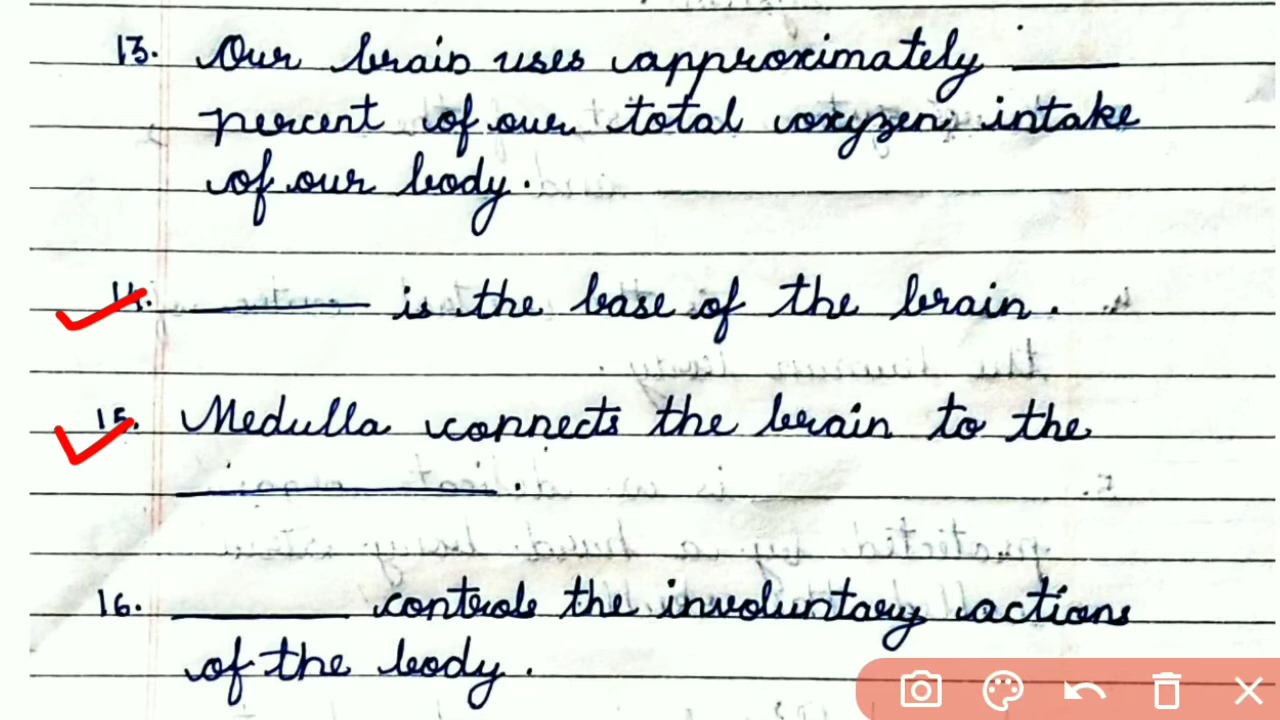 13. Our brain uses approximately ____
percent of our total oxygen intake
of our body.
14. ________ is the base of the brain.
15. Medulla connects the brain to the
______________.
16. ________ controls the involuntary actions
of the body.